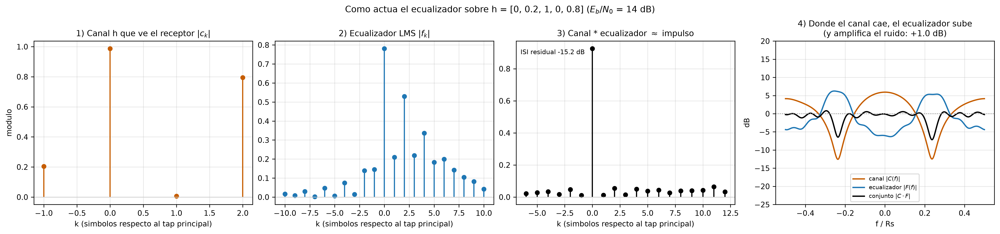 Como actua el ecualizador sobre h = [0, 0.2, 1, 0, 0.8] ($E_b/N_0$ = 14 dB)
1) Canal h que ve el receptor |$c_k$|
modulo
1.0
0.8
0.6
0.4
0.2
0.0
−1.0 −0.5 0.0 0.5 1.0 1.5 2.0
k (simbolos respecto al tap principal)
2) Ecualizador LMS |$f_k$|
0.8
0.7
0.6
0.5
0.4
0.3
0.2
0.1
0.0
−10.0 −7.5 −5.0 −2.5 0.0 2.5 5.0 7.5 10.0
k (simbolos respecto al tap principal)
3) Canal * ecualizador ≈ impulso
ISI residual -15.2 dB
0.8
0.6
0.4
0.2
0.0
−5.0 −2.5 0.0 2.5 5.0 7.5 10.0 12.5
k (simbolos respecto al tap principal)
4) Donde el canal cae, el ecualizador sube
(y amplifica el ruido: +1.0 dB)
dB
20
15
10
5
0
−5
−10
−15
−20
−25
canal |C(f)|
ecualizador |F(f)|
conjunto |C · F|
−0.4 −0.2 0.0 0.2 0.4
f / Rs